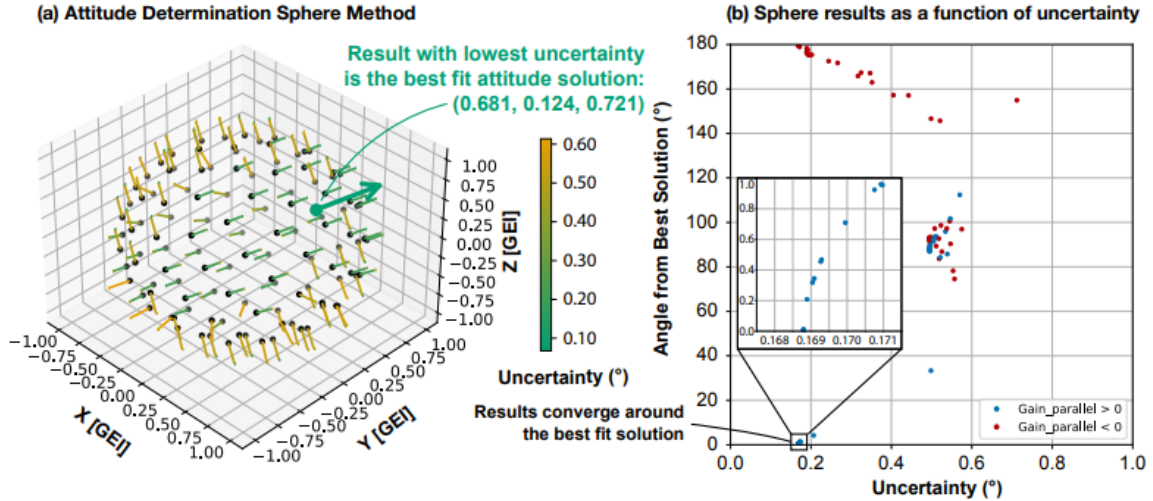 (a) Attitude Determination Sphere Method
Result with lowest uncertainty
is the best fit attitude solution:
(0.681, 0.124, 0.721)
1.00
0.75
0.50
0.25
0.00
-0.25
-0.50
-0.75
-1.00
Z [GEI]
-1.00
-0.75
-0.50
-0.25
0.00
0.25
0.50
0.75
1.00
X [GEI]
-1.00
-0.75
-0.50
-0.25
0.00
0.25
0.50
0.75
1.00
Y [GEI]
0.60
0.50
0.40
0.30
0.20
0.10
Uncertainty (°)
(b) Sphere results as a function of uncertainty
Angle from Best Solution (°)
180
160
140
120
100
80
60
40
20
0
1.0
0.8
0.6
0.4
0.2
0.0
0.168 0.169 0.170 0.171
Results converge around
the best fit solution
Gain_parallel > 0
Gain_parallel < 0
0.0 0.2 0.4 0.6 0.8 1.0
Uncertainty (°)